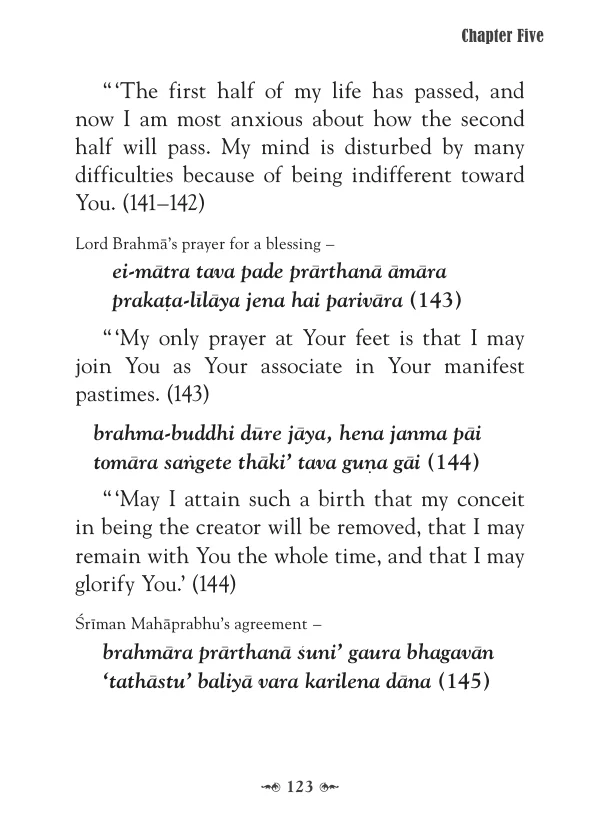 Chapter Five
“ ‘The first half of my life has passed, and
now I am most anxious about how the second
half will pass. My mind is disturbed by many
difficulties because of being indifferent toward
You. (141–142)
Lord Brahmā’s prayer for a blessing –
ei-mātra tava pade prārthanā āmāra
prakaṭa-līlāya jena hai parivāra (143)
“ ‘My only prayer at Your feet is that I may
join You as Your associate in Your manifest
pastimes. (143)
brahma-buddhi dūre jāya, hena janma pāi
tomāra saṅgete thāki’ tava guṇa gāi (144)
“ ‘May I attain such a birth that my conceit
in being the creator will be removed, that I may
remain with You the whole time, and that I may
glorify You.’ (144)
Śrīman Mahāprabhu’s agreement –
brahmāra prārthanā śuni’ gaura bhagavān
‘tathāstu’ baliyā vara karilena dāna (145)
123